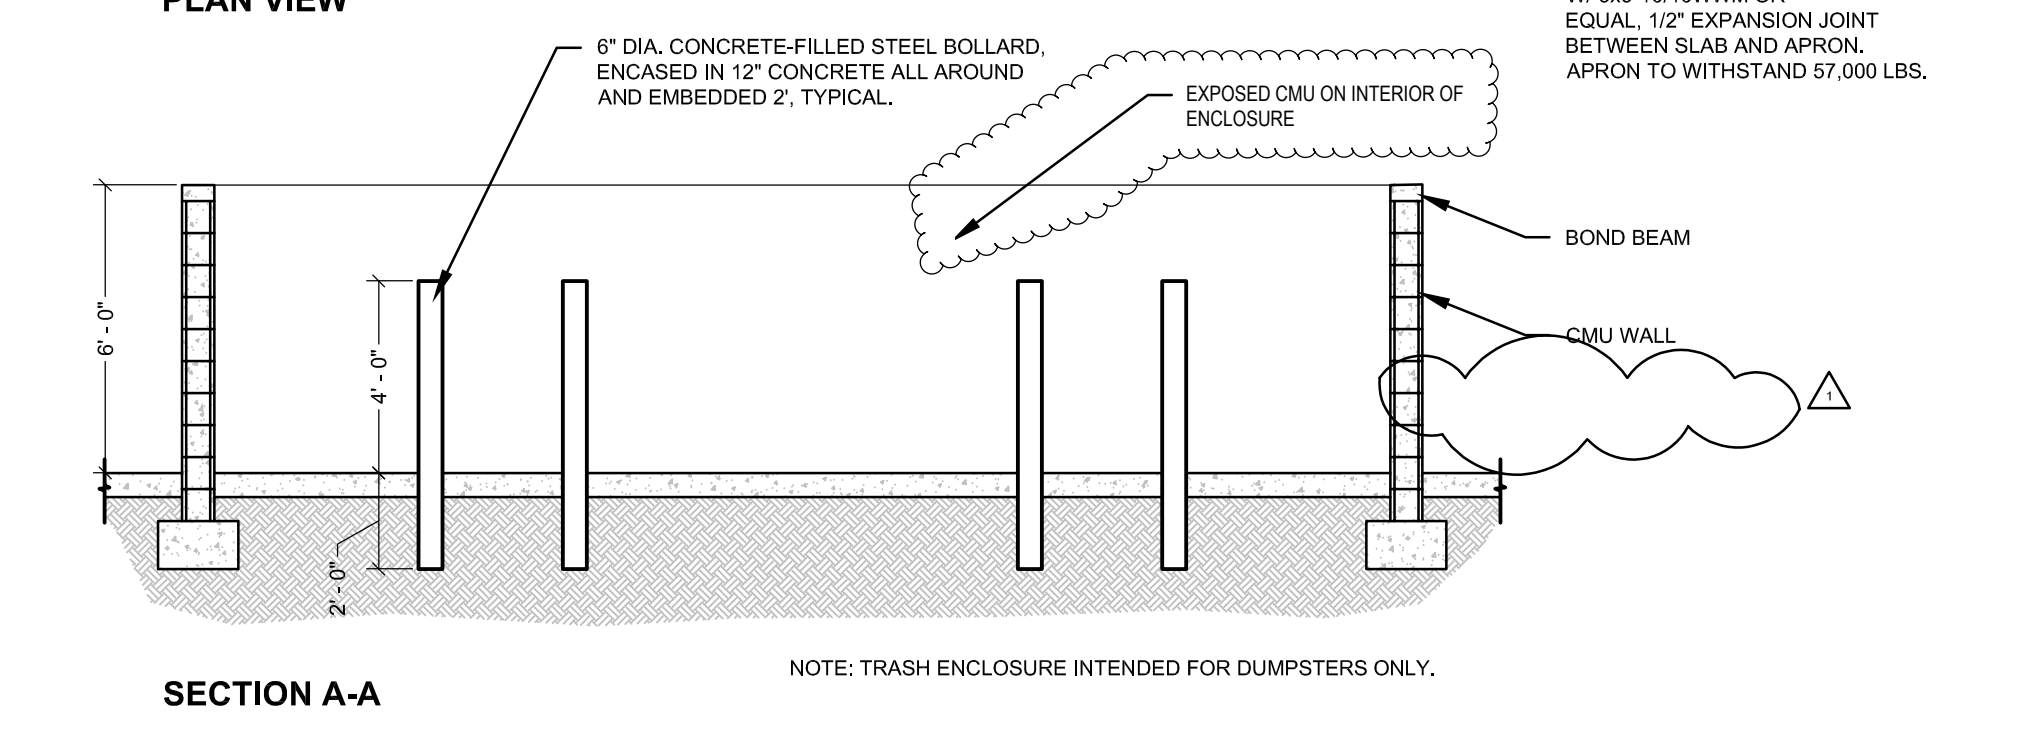 PLAN VIEW
EQUAL, 1/2" EXPANSION JOINT
BETWEEN SLAB AND APRON.
APRON TO WITHSTAND 57,000 LBS.
6" DIA. CONCRETE-FILLED STEEL BOLLARD,
ENCASED IN 12" CONCRETE ALL AROUND
AND EMBEDDED 2', TYPICAL.
EXPOSED CMU ON INTERIOR OF
ENCLOSURE
BOND BEAM
6' - 0"
CMU WALL
4' - 0"
1
2' - 0"
NOTE: TRASH ENCLOSURE INTENDED FOR DUMPSTERS ONLY.
SECTION A-A